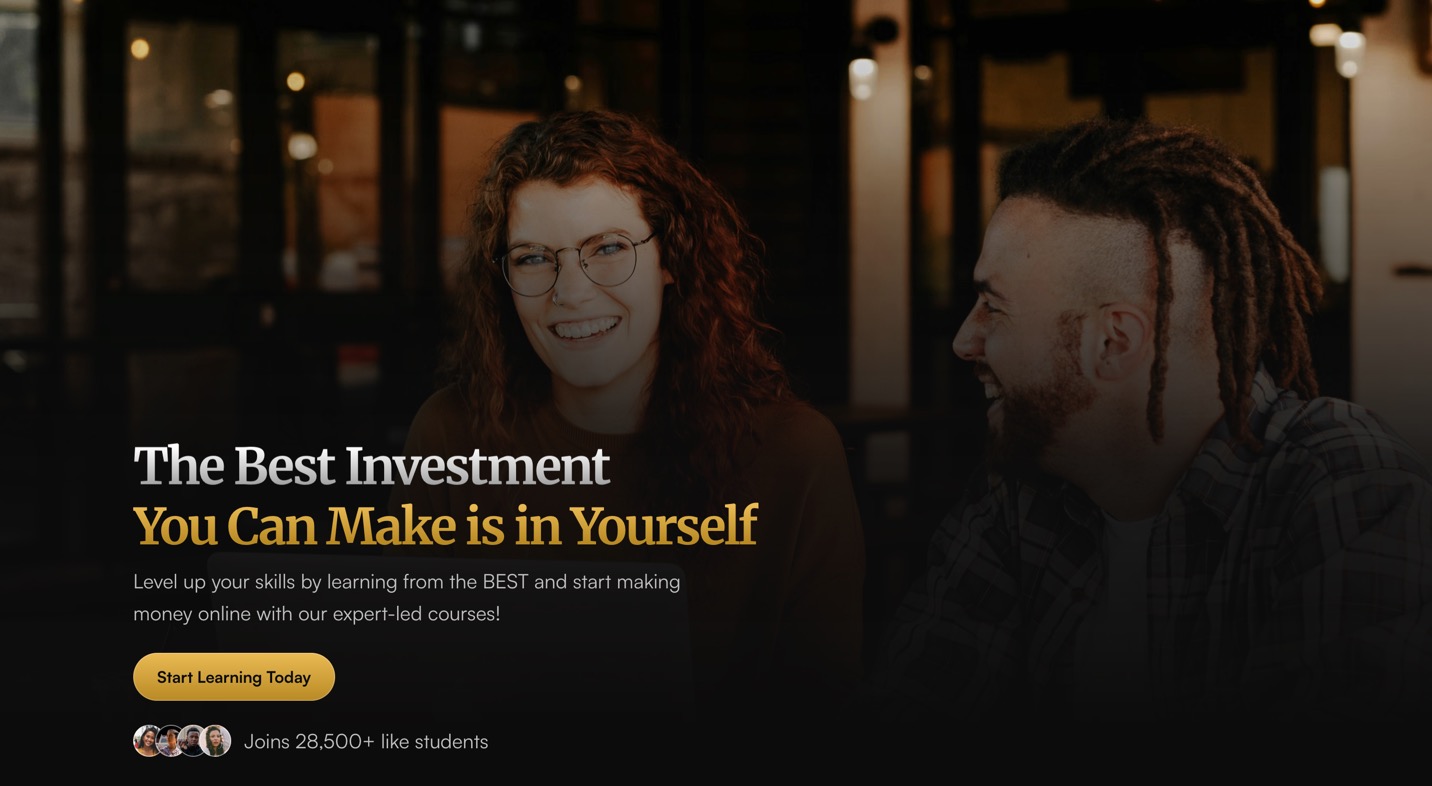 The Best Investment
You Can Make is in Yourself
Level up your skills by learning from the BEST and start making
money online with our expert-led courses!
Start Learning Today
Joins 28,500+ like students